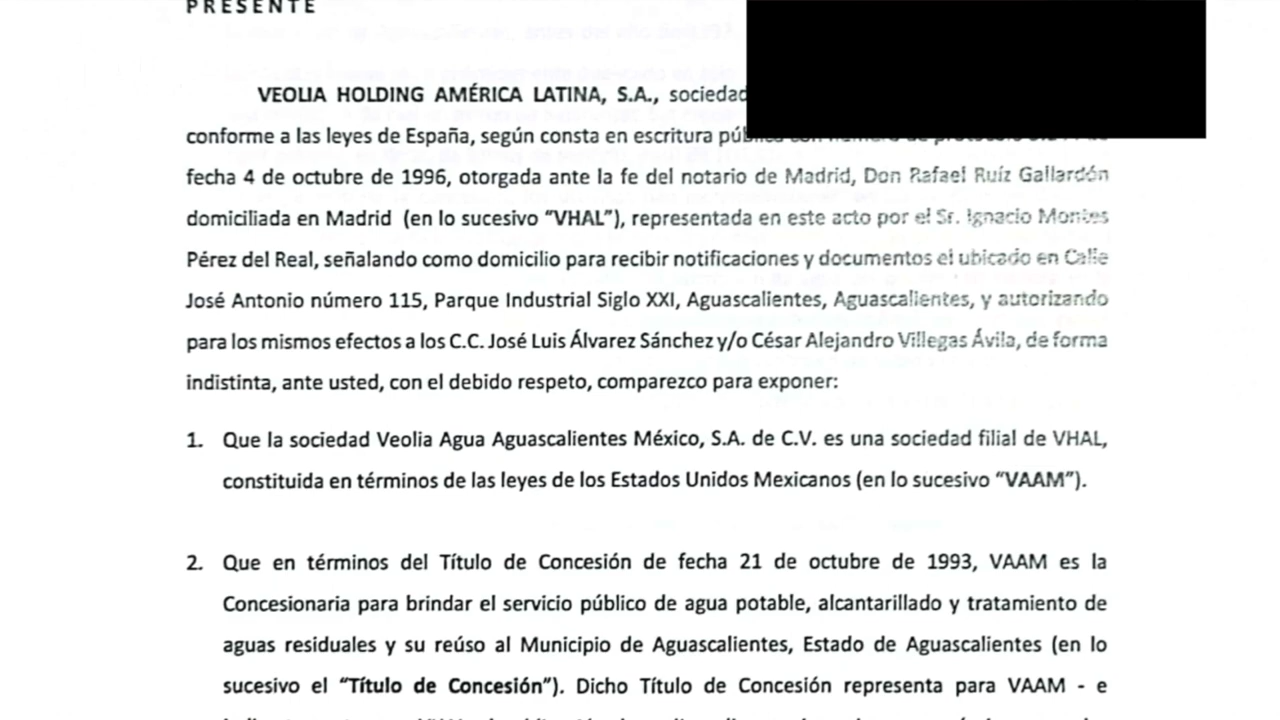 PRESENTE
VEOLIA HOLDING AMÉRICA LATINA, S.A., sociedad
conforme a las leyes de España, según consta en escritura
fecha 4 de octubre de 1996, otorgada ante la fe del notario de Madrid, Don Rafael Ruíz Gallardón
domiciliada en Madrid (en lo sucesivo “VHAL”), representada en este acto por el Sr. Ignacio Montes
Pérez del Real, señalando como domicilio para recibir notificaciones y documentos el ubicado en Calle
José Antonio número 115, Parque Industrial Siglo XXI, Aguascalientes, Aguascalientes, y autorizando
para los mismos efectos a los C.C. José Luis Álvarez Sánchez y/o César Alejandro Villegas Ávila, de forma
indistinta, ante usted, con el debido respeto, comparezco para exponer:
1. Que la sociedad Veolia Agua Aguascalientes México, S.A. de C.V. es una sociedad filial de VHAL,
constituida en términos de las leyes de los Estados Unidos Mexicanos (en lo sucesivo “VAAM”).
2. Que en términos del Título de Concesión de fecha 21 de octubre de 1993, VAAM es la
Concesionaria para brindar el servicio público de agua potable, alcantarillado y tratamiento de
aguas residuales y su reúso al Municipio de Aguascalientes, Estado de Aguascalientes (en lo
sucesivo el “Título de Concesión”). Dicho Título de Concesión representa para VAAM - e